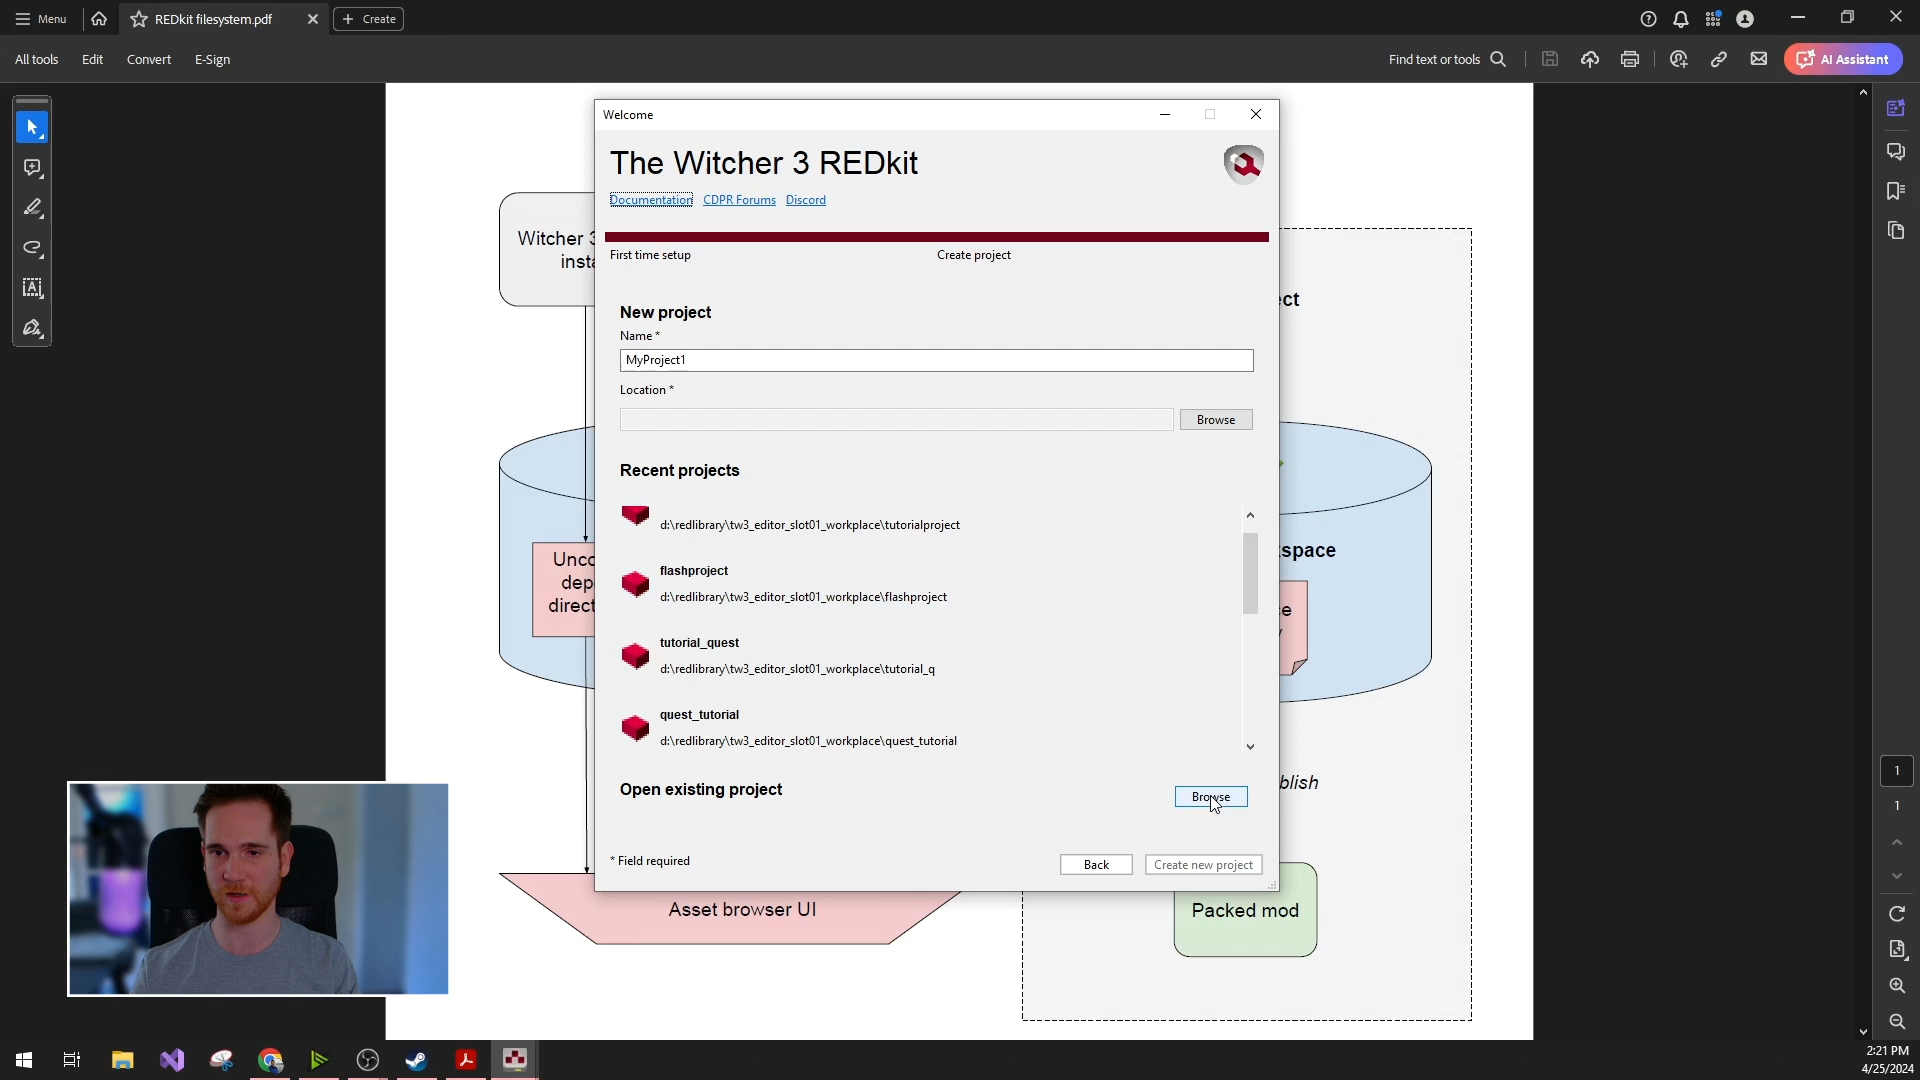 Menu
REDkit filesystem.pdf
Create
All tools
Edit
Convert
E-Sign
Find text or tools
AI Assistant
Welcome
The Witcher 3 REDkit
Documentation
CDPR Forums
Discord
First time setup
Create project
New project
Name *
MyProject1
Location *
Browse
Recent projects
d:\redlibrary\tw3_editor_slot01_workplace\tutorialproject
flashproject
d:\redlibrary\tw3_editor_slot01_workplace\flashproject
tutorial_quest
d:\redlibrary\tw3_editor_slot01_workplace\tutorial_q
quest_tutorial
d:\redlibrary\tw3_editor_slot01_workplace\quest_tutorial
Open existing project
Browse
* Field required
Back
Create new project
Witcher 3
insta
Unco
dep
direct
ect
space
e
y
blish
Asset browser UI
Packed mod
1
1
2:21 PM
4/25/2024